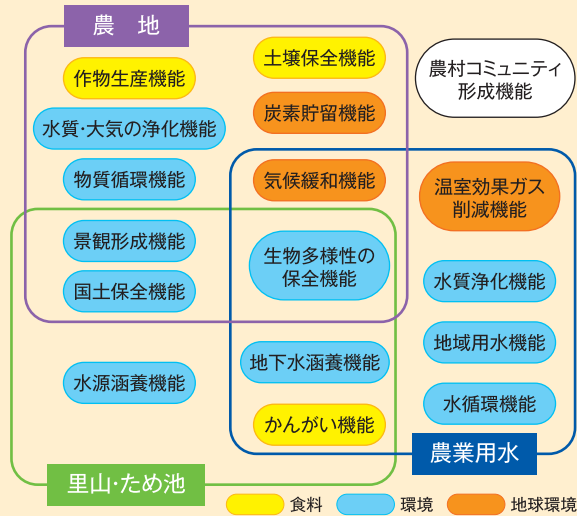 農　地
作物生産機能
水質・大気の浄化機能
物質循環機能
景観形成機能
国土保全機能
水源涵養機能
里山・ため池
土壌保全機能
炭素貯留機能
気候緩和機能
生物多様性の
保全機能
地下水涵養機能
かんがい機能
農村コミュニティ
形成機能
温室効果ガス
削減機能
水質浄化機能
地域用水機能
水循環機能
農業用水
食料
環境
地球環境